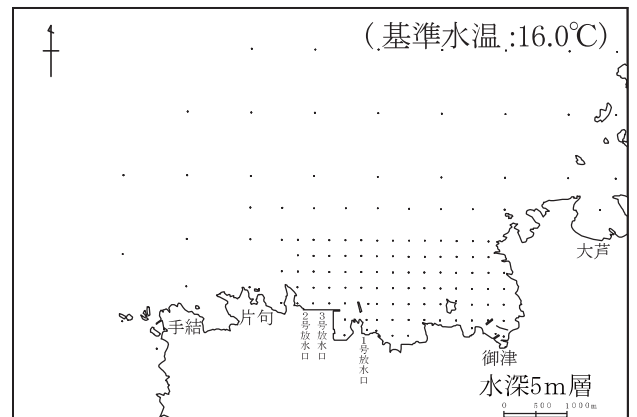 (基準水温:16.0℃)
大芦
片句
手結
2号放水口
3号放水口
1号放水口
御津
水深5m層
0 500 1000m